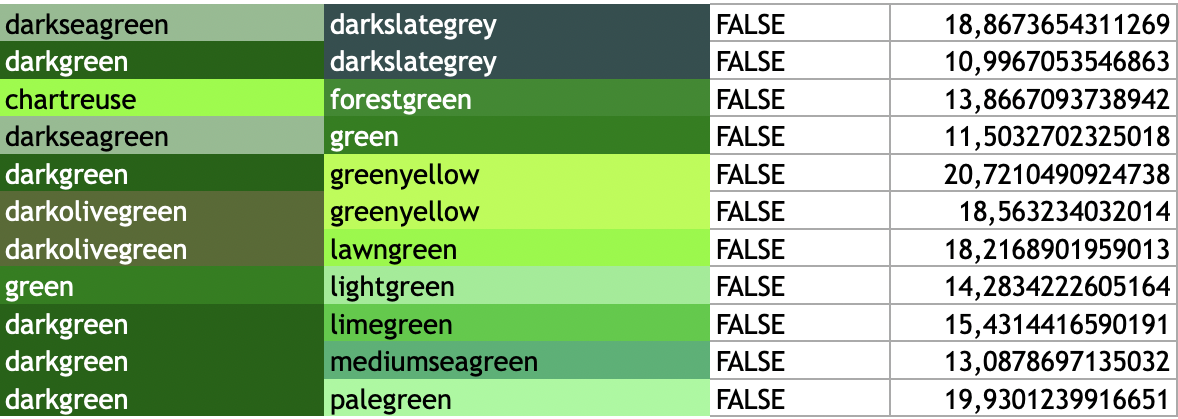 darkseagreen darkslategrey FALSE 18,8673654311269
darkgreen darkslategrey FALSE 10,9967053546863
chartreuse forestgreen FALSE 13,8667093738942
darkseagreen green FALSE 11,5032702325018
darkgreen greenyellow FALSE 20,7210490924738
darkolivegreen greenyellow FALSE 18,563234032014
darkolivegreen lawngreen FALSE 18,2168901959013
green lightgreen FALSE 14,2834222605164
darkgreen limegreen FALSE 15,4314416590191
darkgreen mediumseagreen FALSE 13,0878697135032
darkgreen palegreen FALSE 19,9301239916651